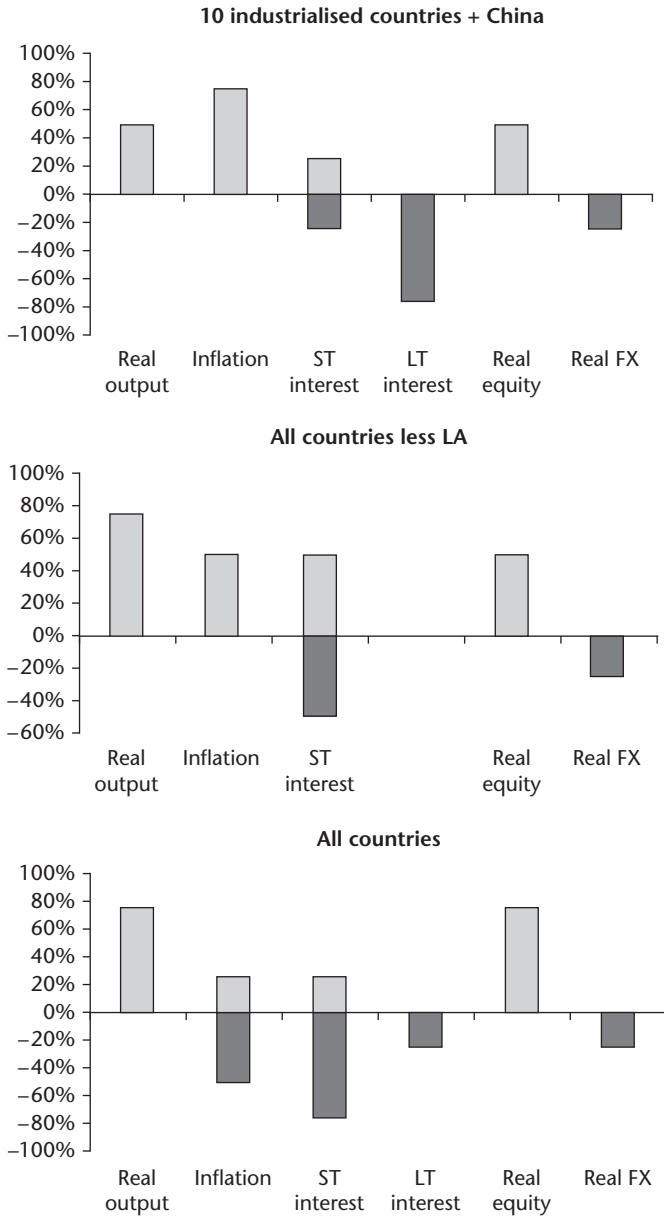 10 industrialised countries + China
100%
80%
60%
40%
20%
0%
–20%
–40%
–60%
–80%
–100%
Real output
Inflation
ST interest
LT interest
Real equity
Real FX
All countries less LA
100%
80%
60%
40%
20%
0%
–20%
–40%
–60%
Real output
Inflation
ST interest
Real equity
Real FX
All countries
100%
80%
60%
40%
20%
0%
–20%
–40%
–60%
–80%
–100%
Real output
Inflation
ST interest
LT interest
Real equity
Real FX